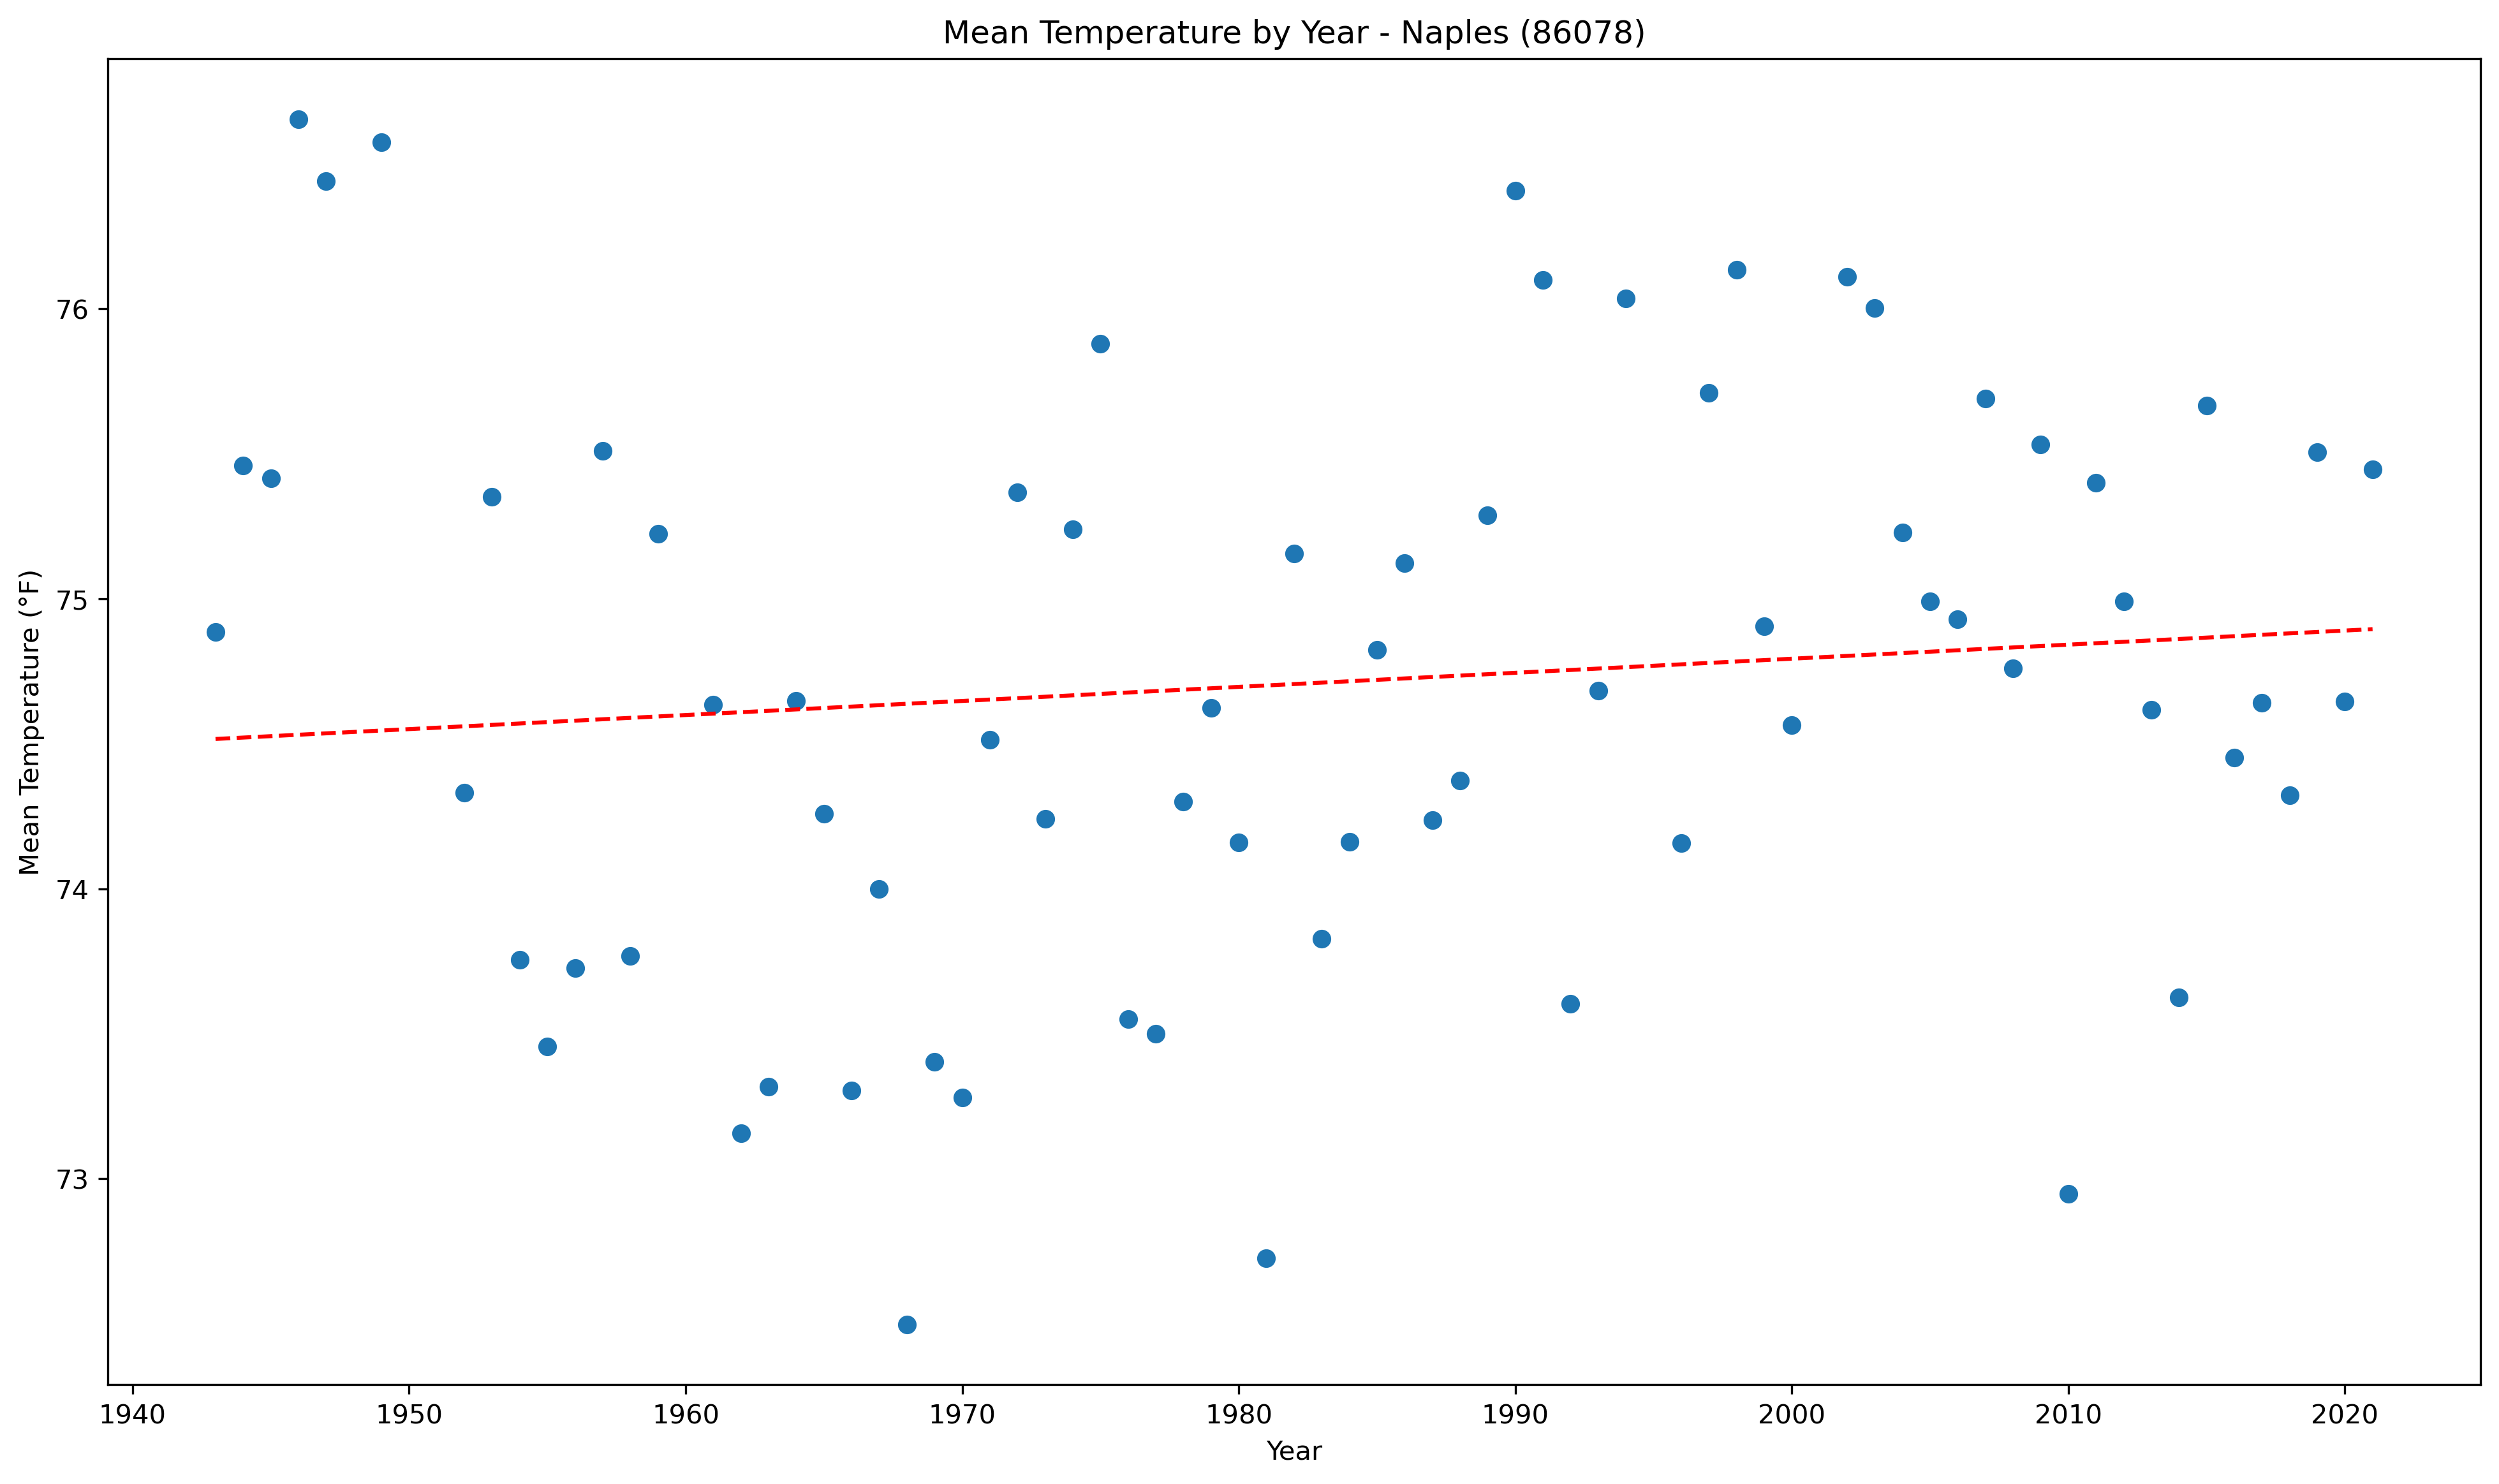 Mean Temperature by Year - Naples (86078)
Mean Temperature (°F)
76
75
74
73
1940 1950 1960 1970 1980 1990 2000 2010 2020
Year